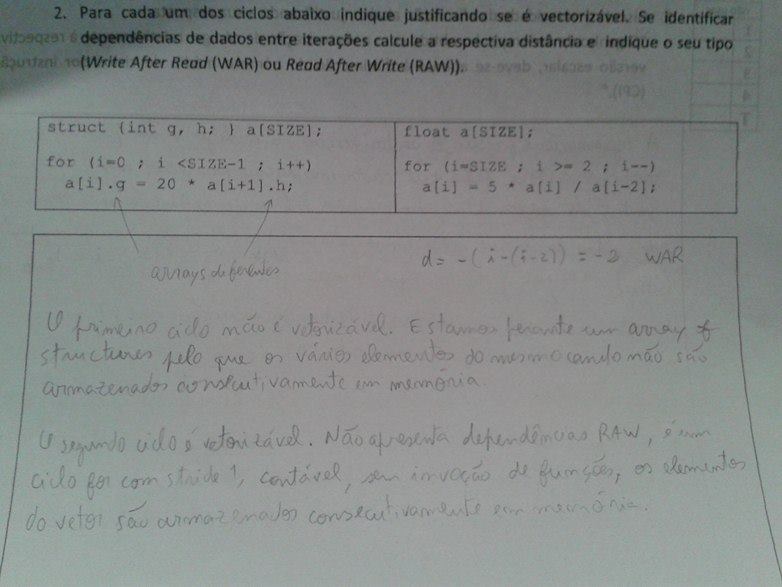 2. Para cada um dos ciclos abaixo indique justificando se é vectorizável. Se identificar
dependências de dados entre iterações calcule a respectiva distância e indique o seu tipo
(Write After Read (WAR) ou Read After Write (RAW)).
struct {int g, h; } a[SIZE];
for (i=0 ; i <SIZE-1 ; i++)
a[i].g = 20 * a[i+1].h;
float a[SIZE];
for (i=SIZE ; i >= 2 ; i--)
a[i] = 5 * a[i] / a[i-2];
arrays diferentes
d = -(i-(i-2)) = -2 WAR
O primeiro ciclo não é vetorizável. Estamos perante um array of
structures pelo que os vários elementos do mesmo não são
armazenados consecutivamente em memória.
O segundo ciclo é vetorizável. Não apresenta dependências RAW, é um
ciclo for com stride 1, contável, sem invocação de funções, os elementos
do vetor são armazenados consecutivamente em memória.